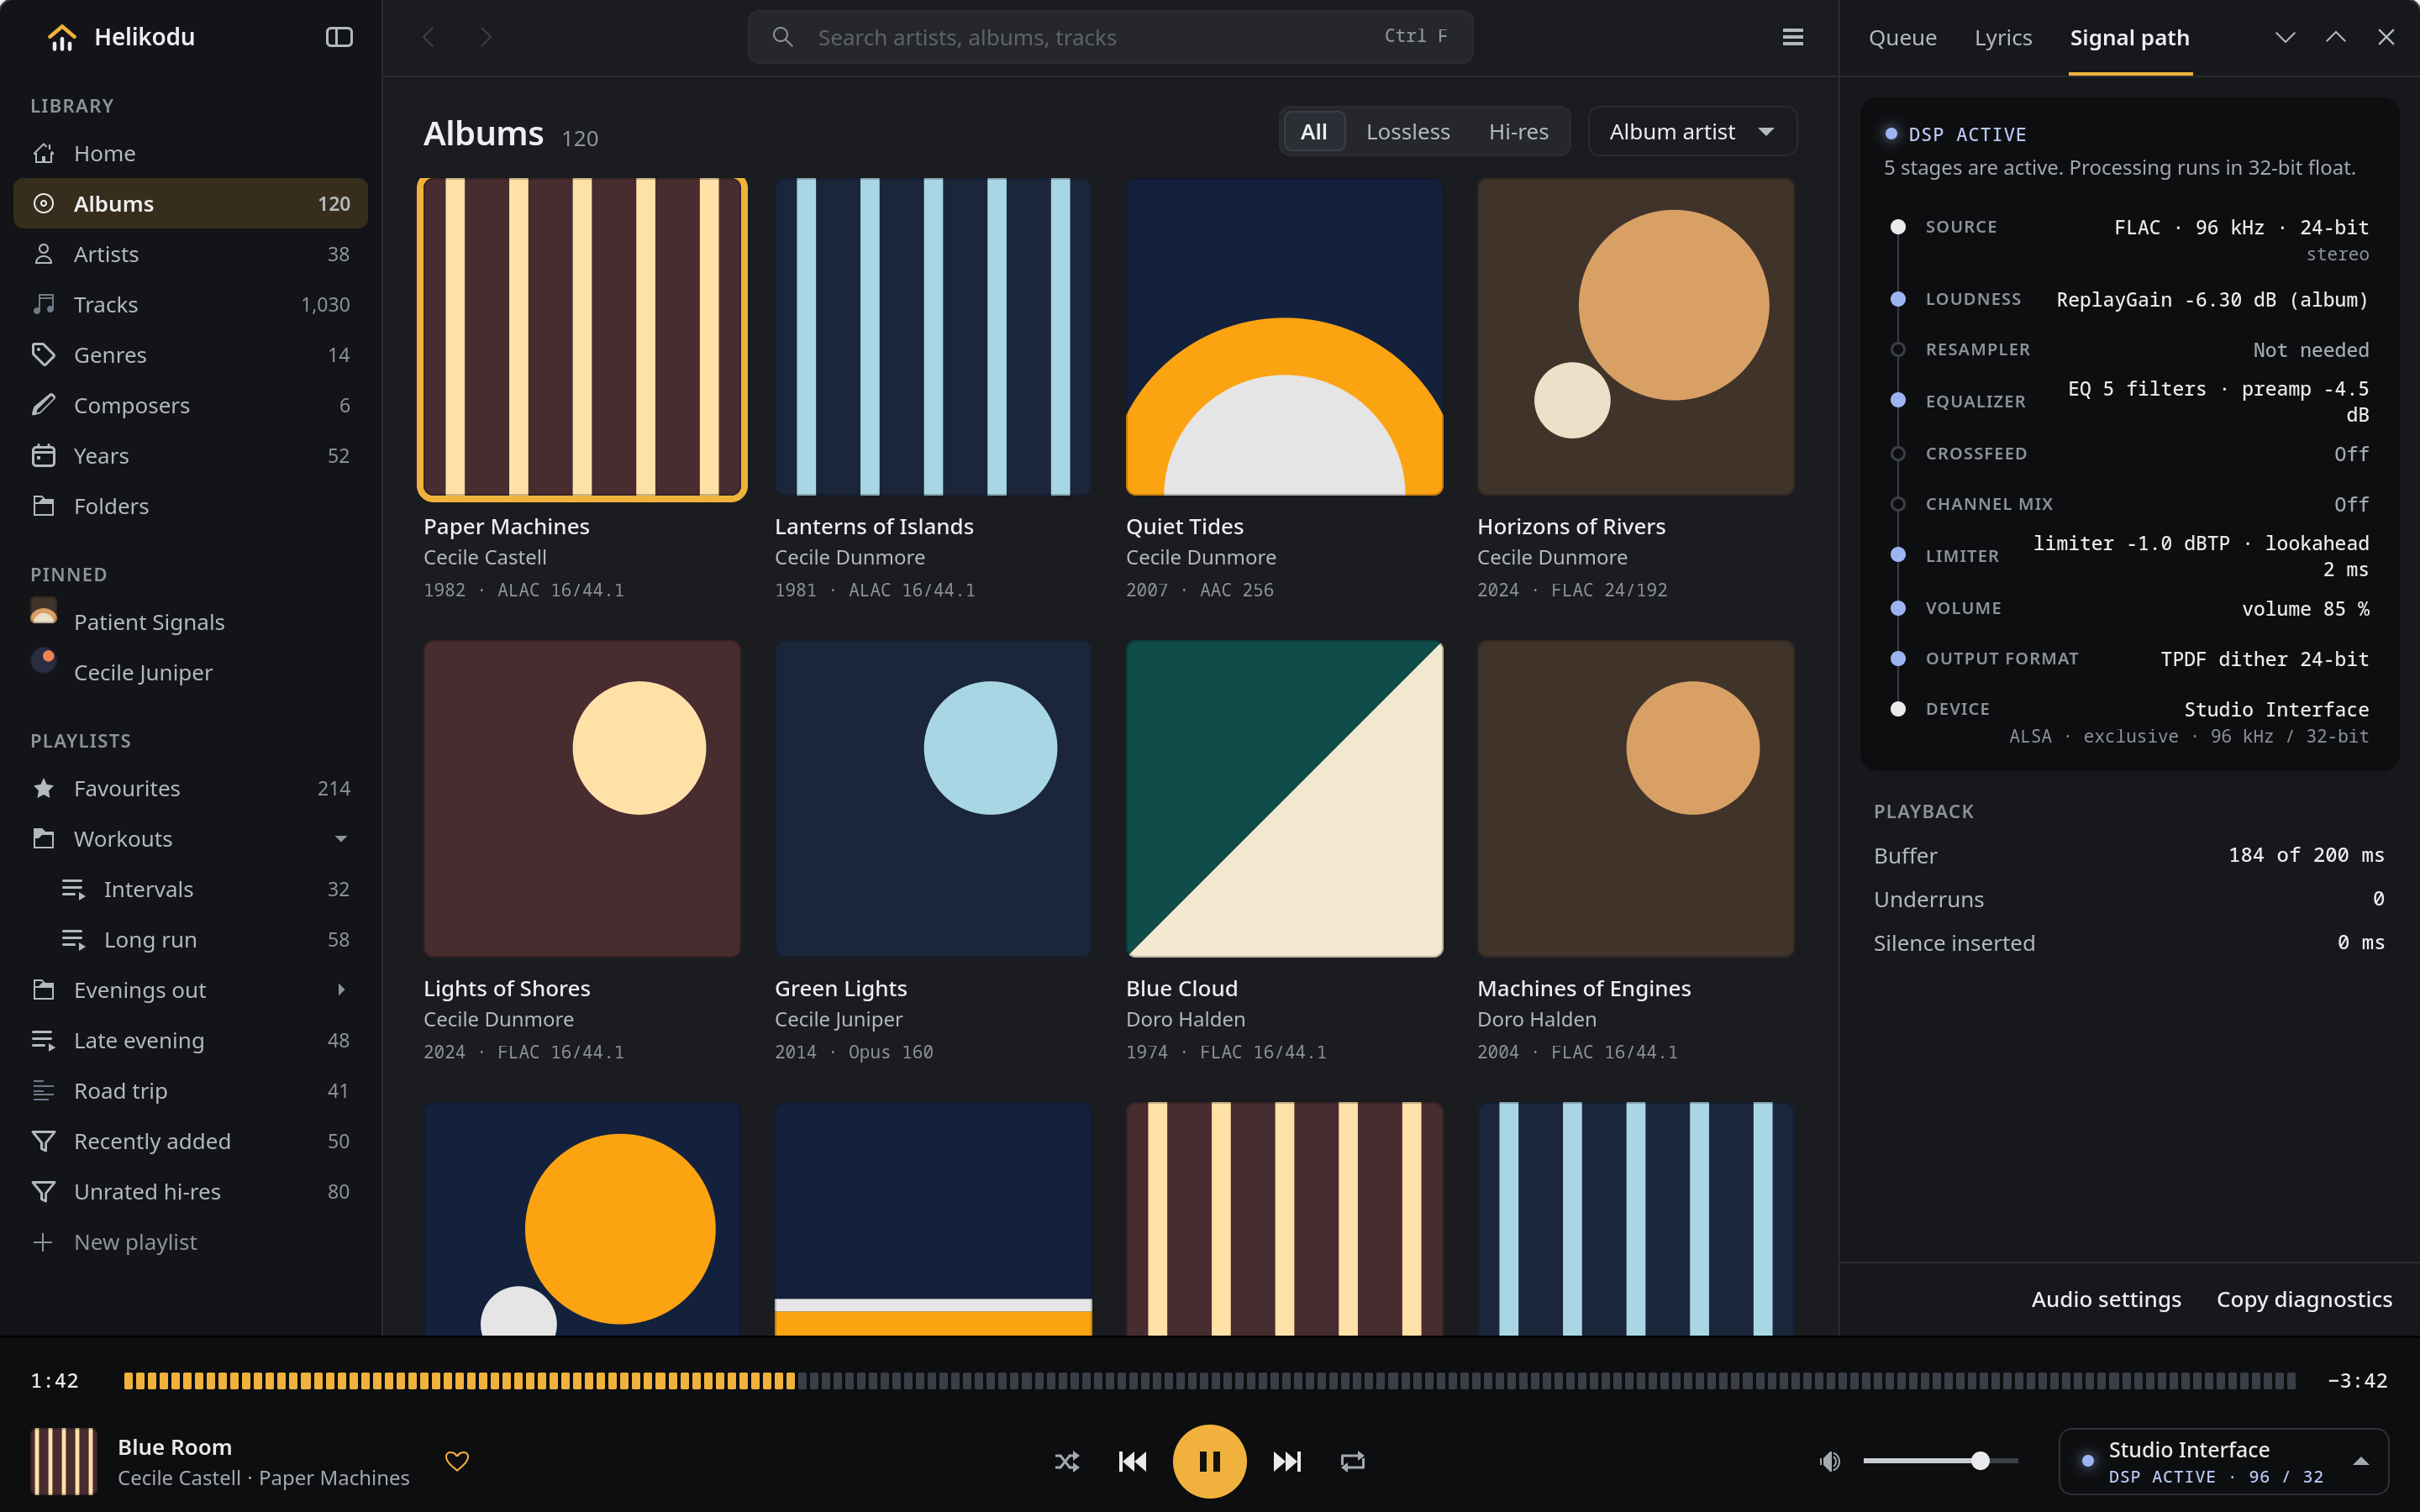 Helikodu
LIBRARY
Home
Albums 120
Artists 38
Tracks 1,030
Genres 14
Composers 6
Years 52
Folders
PINNED
Patient Signals
Cecile Juniper
PLAYLISTS
Favourites 214
Workouts
Intervals 32
Long run 58
Evenings out
Late evening 48
Road trip 41
Recently added 50
Unrated hi-res 80
New playlist
Search artists, albums, tracks Ctrl F
Albums 120
All Lossless Hi-res Album artist
Paper Machines
Cecile Castell
1982 · ALAC 16/44.1
Lanterns of Islands
Cecile Dunmore
1981 · ALAC 16/44.1
Quiet Tides
Cecile Dunmore
2007 · AAC 256
Horizons of Rivers
Cecile Dunmore
2024 · FLAC 24/192
Lights of Shores
Cecile Dunmore
2024 · FLAC 16/44.1
Green Lights
Cecile Juniper
2014 · Opus 160
Blue Cloud
Doro Halden
1974 · FLAC 16/44.1
Machines of Engines
Doro Halden
2004 · FLAC 16/44.1
Queue Lyrics Signal path
DSP ACTIVE
5 stages are active. Processing runs in 32-bit float.
SOURCE FLAC · 96 kHz · 24-bit
stereo
LOUDNESS ReplayGain -6.30 dB (album)
RESAMPLER Not needed
EQUALIZER EQ 5 filters · preamp -4.5
dB
CROSSFEED Off
CHANNEL MIX Off
LIMITER limiter -1.0 dBTP · lookahead
2 ms
VOLUME volume 85 %
OUTPUT FORMAT TPDF dither 24-bit
DEVICE Studio Interface
ALSA · exclusive · 96 kHz / 32-bit
PLAYBACK
Buffer 184 of 200 ms
Underruns 0
Silence inserted 0 ms
Audio settings Copy diagnostics
1:42 −3:42
Blue Room
Cecile Castell · Paper Machines
Studio Interface
DSP ACTIVE · 96 / 32